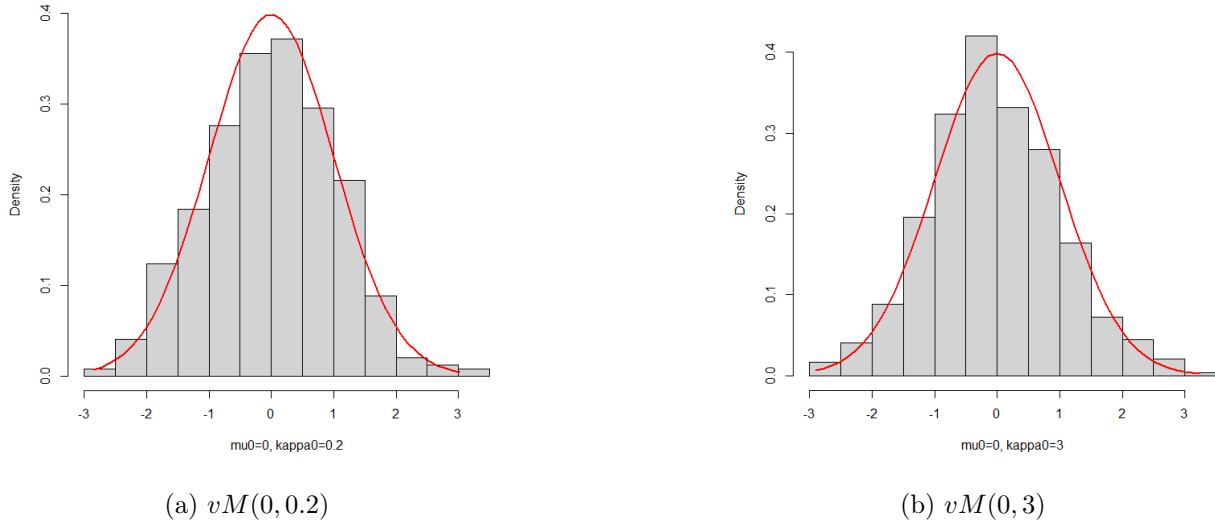 0.4
0.3
0.2
0.1
0.0
Density
-3 -2 -1 0 1 2 3
mu0=0, kappa0=0.2
(a) vM(0, 0.2)
0.4
0.3
0.2
0.1
0.0
Density
-3 -2 -1 0 1 2 3
mu0=0, kappa0=3
(b) vM(0, 3)